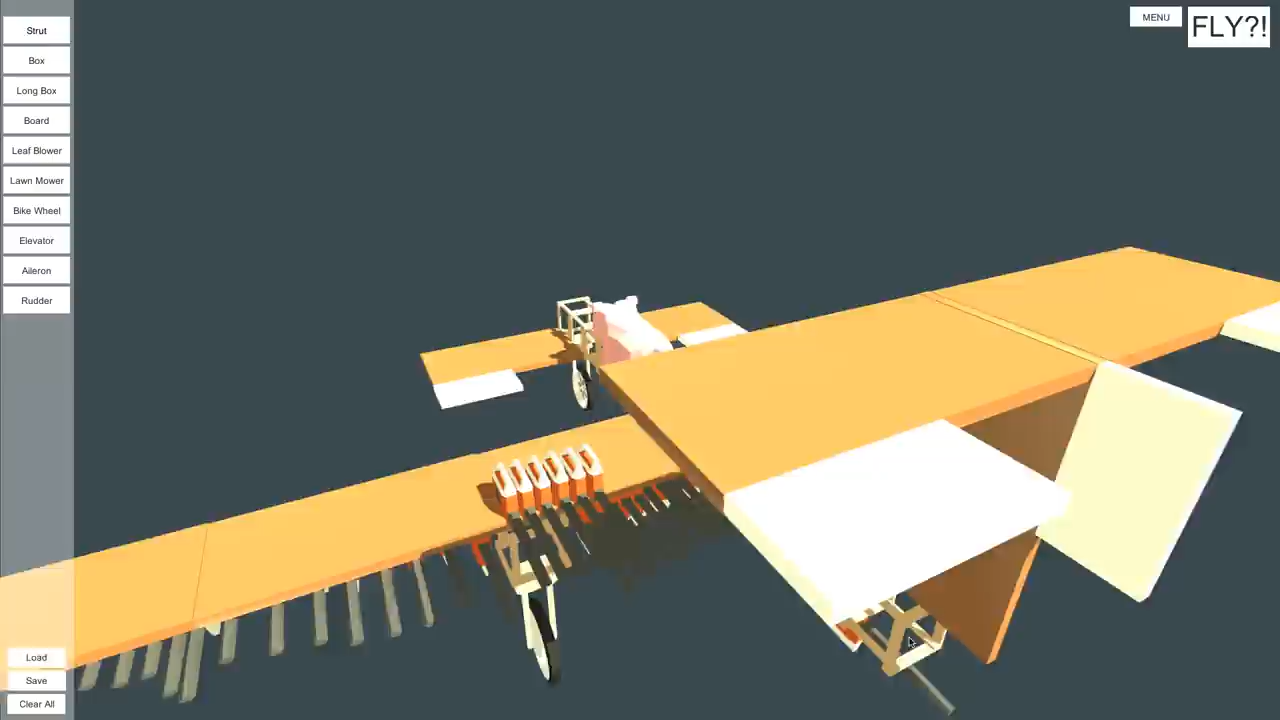 Strut
Box
Long Box
Board
Leaf Blower
Lawn Mower
Bike Wheel
Elevator
Aileron
Rudder
Load
Save
Clear All
MENU
FLY?!